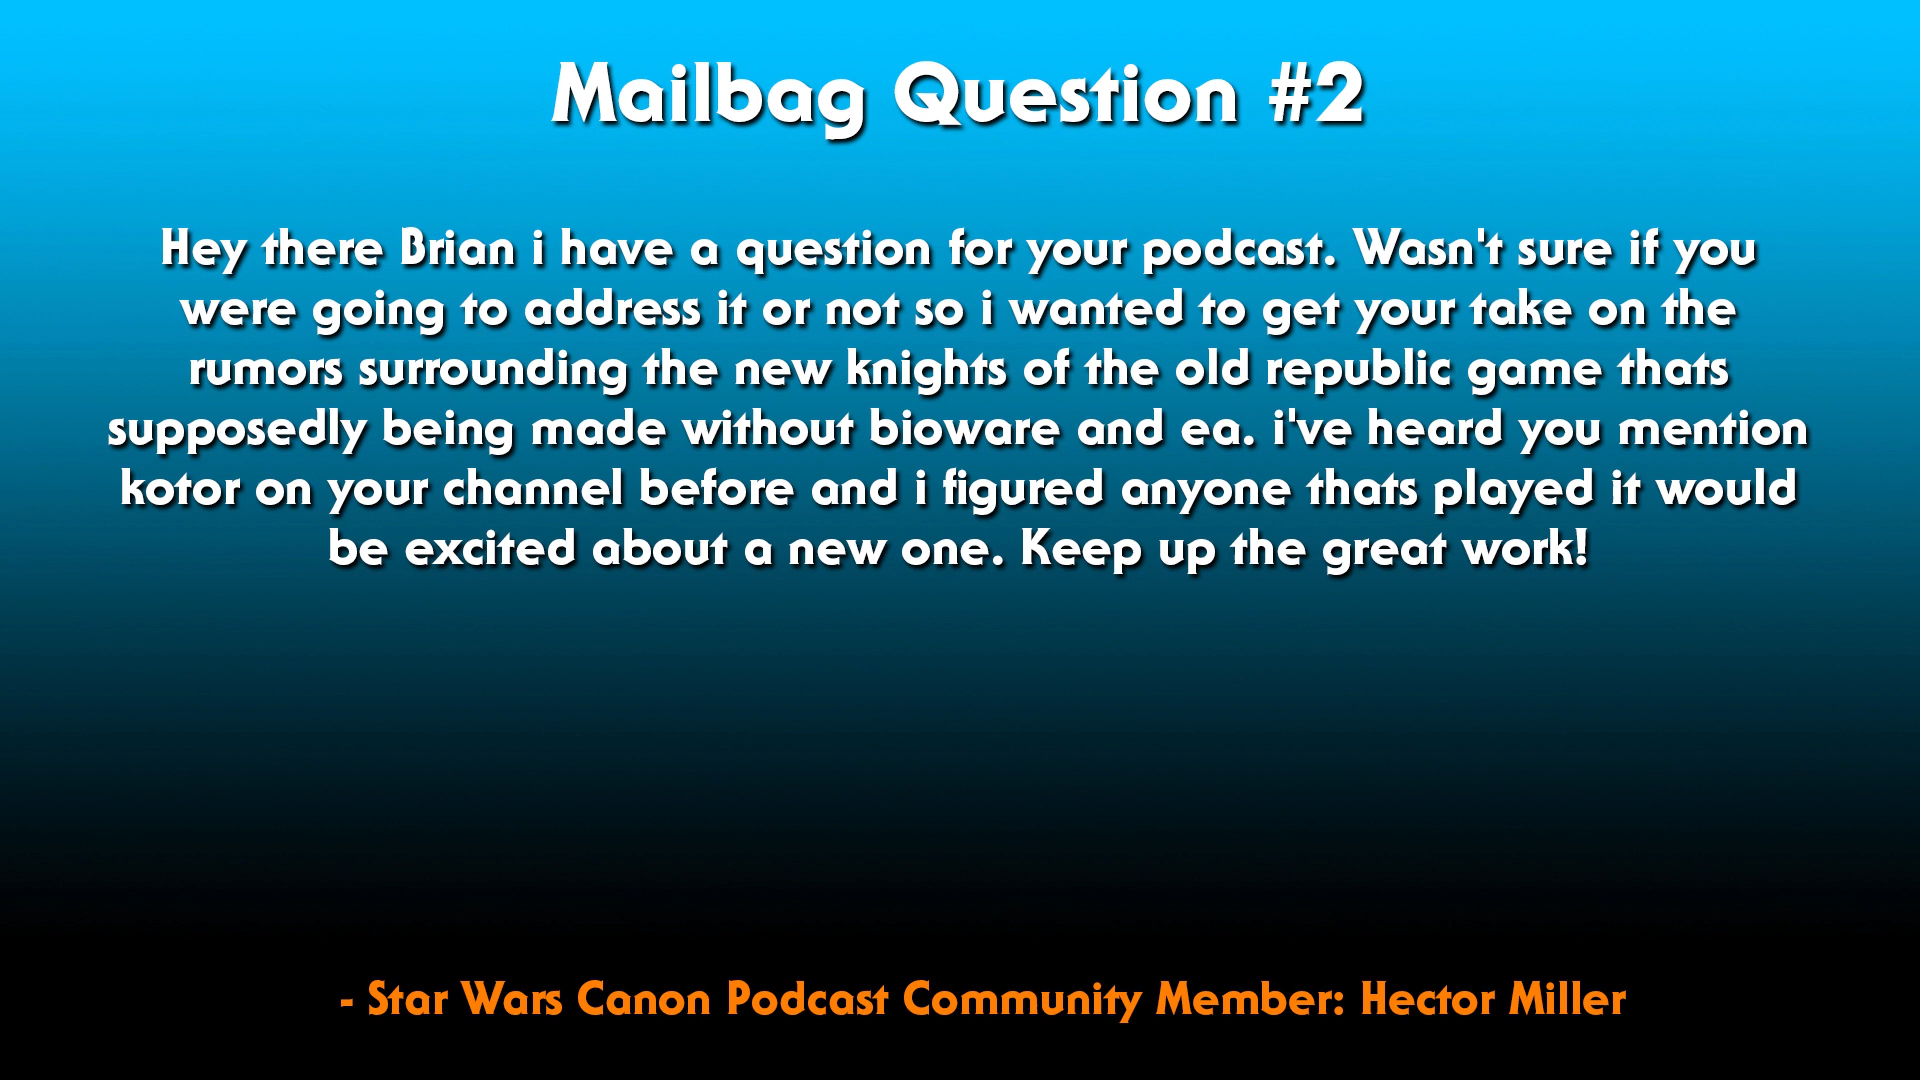 Mailbag Question #2
Hey there Brian i have a question for your podcast. Wasn't sure if you
were going to address it or not so i wanted to get your take on the
rumors surrounding the new knights of the old republic game thats
supposedly being made without bioware and ea. i've heard you mention
kotor on your channel before and i figured anyone thats played it would
be excited about a new one. Keep up the great work!
- Star Wars Canon Podcast Community Member: Hector Miller